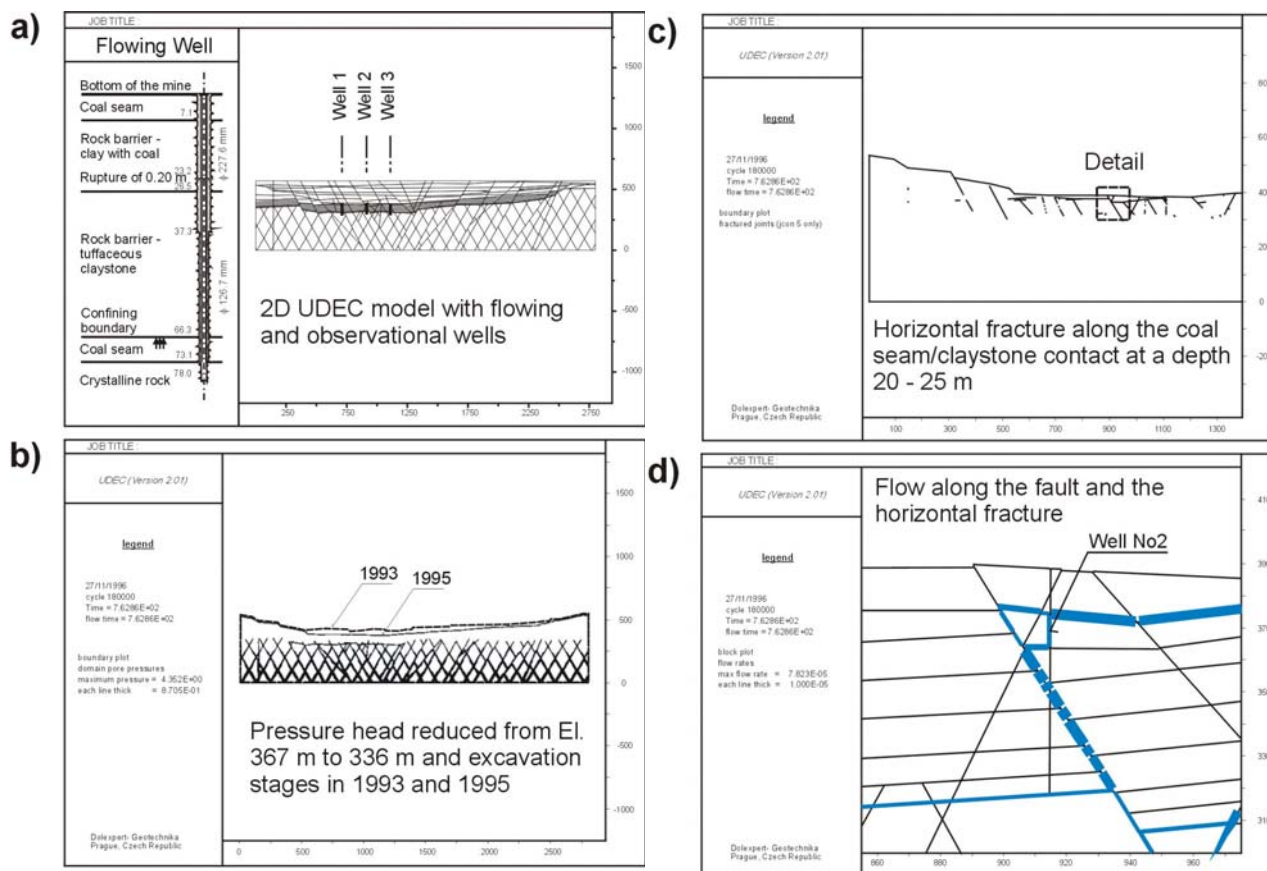 a)
JOB TITLE :
Flowing Well
Bottom of the mine
Coal seam
7.1
Rock barrier -
clay with coal
23.2
Rupture of 0.20 m
26.5
37.3
Rock barrier -
tuffaceous
claystone
Confining
boundary
66.3
Coal seam
73.1
78.0
Crystalline rock
ϕ 227.6 mm
ϕ 126.7 mm
Well 1
Well 2
Well 3
2D UDEC model with flowing
and observational wells
1500
1000
500
0
-500
-1000
250 750 1250 1750 2250 2750
b)
JOB TITLE :
UDEC (Version 2.01)
legend
27/11/1996
cycle 180000
Time = 7.6286E+02
flow time = 7.6286E+02
boundary plot
domain pore pressures
maximum pressure = 4.352E+00
each line thick = 8.705E-01
Dolexpert- Geotechnika
Prague, Czech Republic
1993
1995
Pressure head reduced from El.
367 m to 336 m and excavation
stages in 1993 and 1995
1500
1000
500
0
-500
-1000
0 500 1000 1500 2000 2500
c)
JOB TITLE :
UDEC (Version 2.01)
legend
27/11/1996
cycle 180000
Time = 7.6286E+02
flow time = 7.6286E+02
boundary plot
fractured joints (jcon 5 only)
Dolexpert- Geotechnika
Prague, Czech Republic
Detail
Horizontal fracture along the coal
seam/claystone contact at a depth
20 - 25 m
100 300 500 700 900 1100 1300
d)
JOB TITLE :
UDEC (Version 2.01)
legend
27/11/1996
cycle 180000
Time = 7.6286E+02
flow time = 7.6286E+02
block plot
flow rates
max flow rate = 7.823E-05
each line thick = 1.000E-05
Dolexpert- Geotechnika
Prague, Czech Republic
Flow along the fault and the
horizontal fracture
Well No2
860 880 900 920 940 960